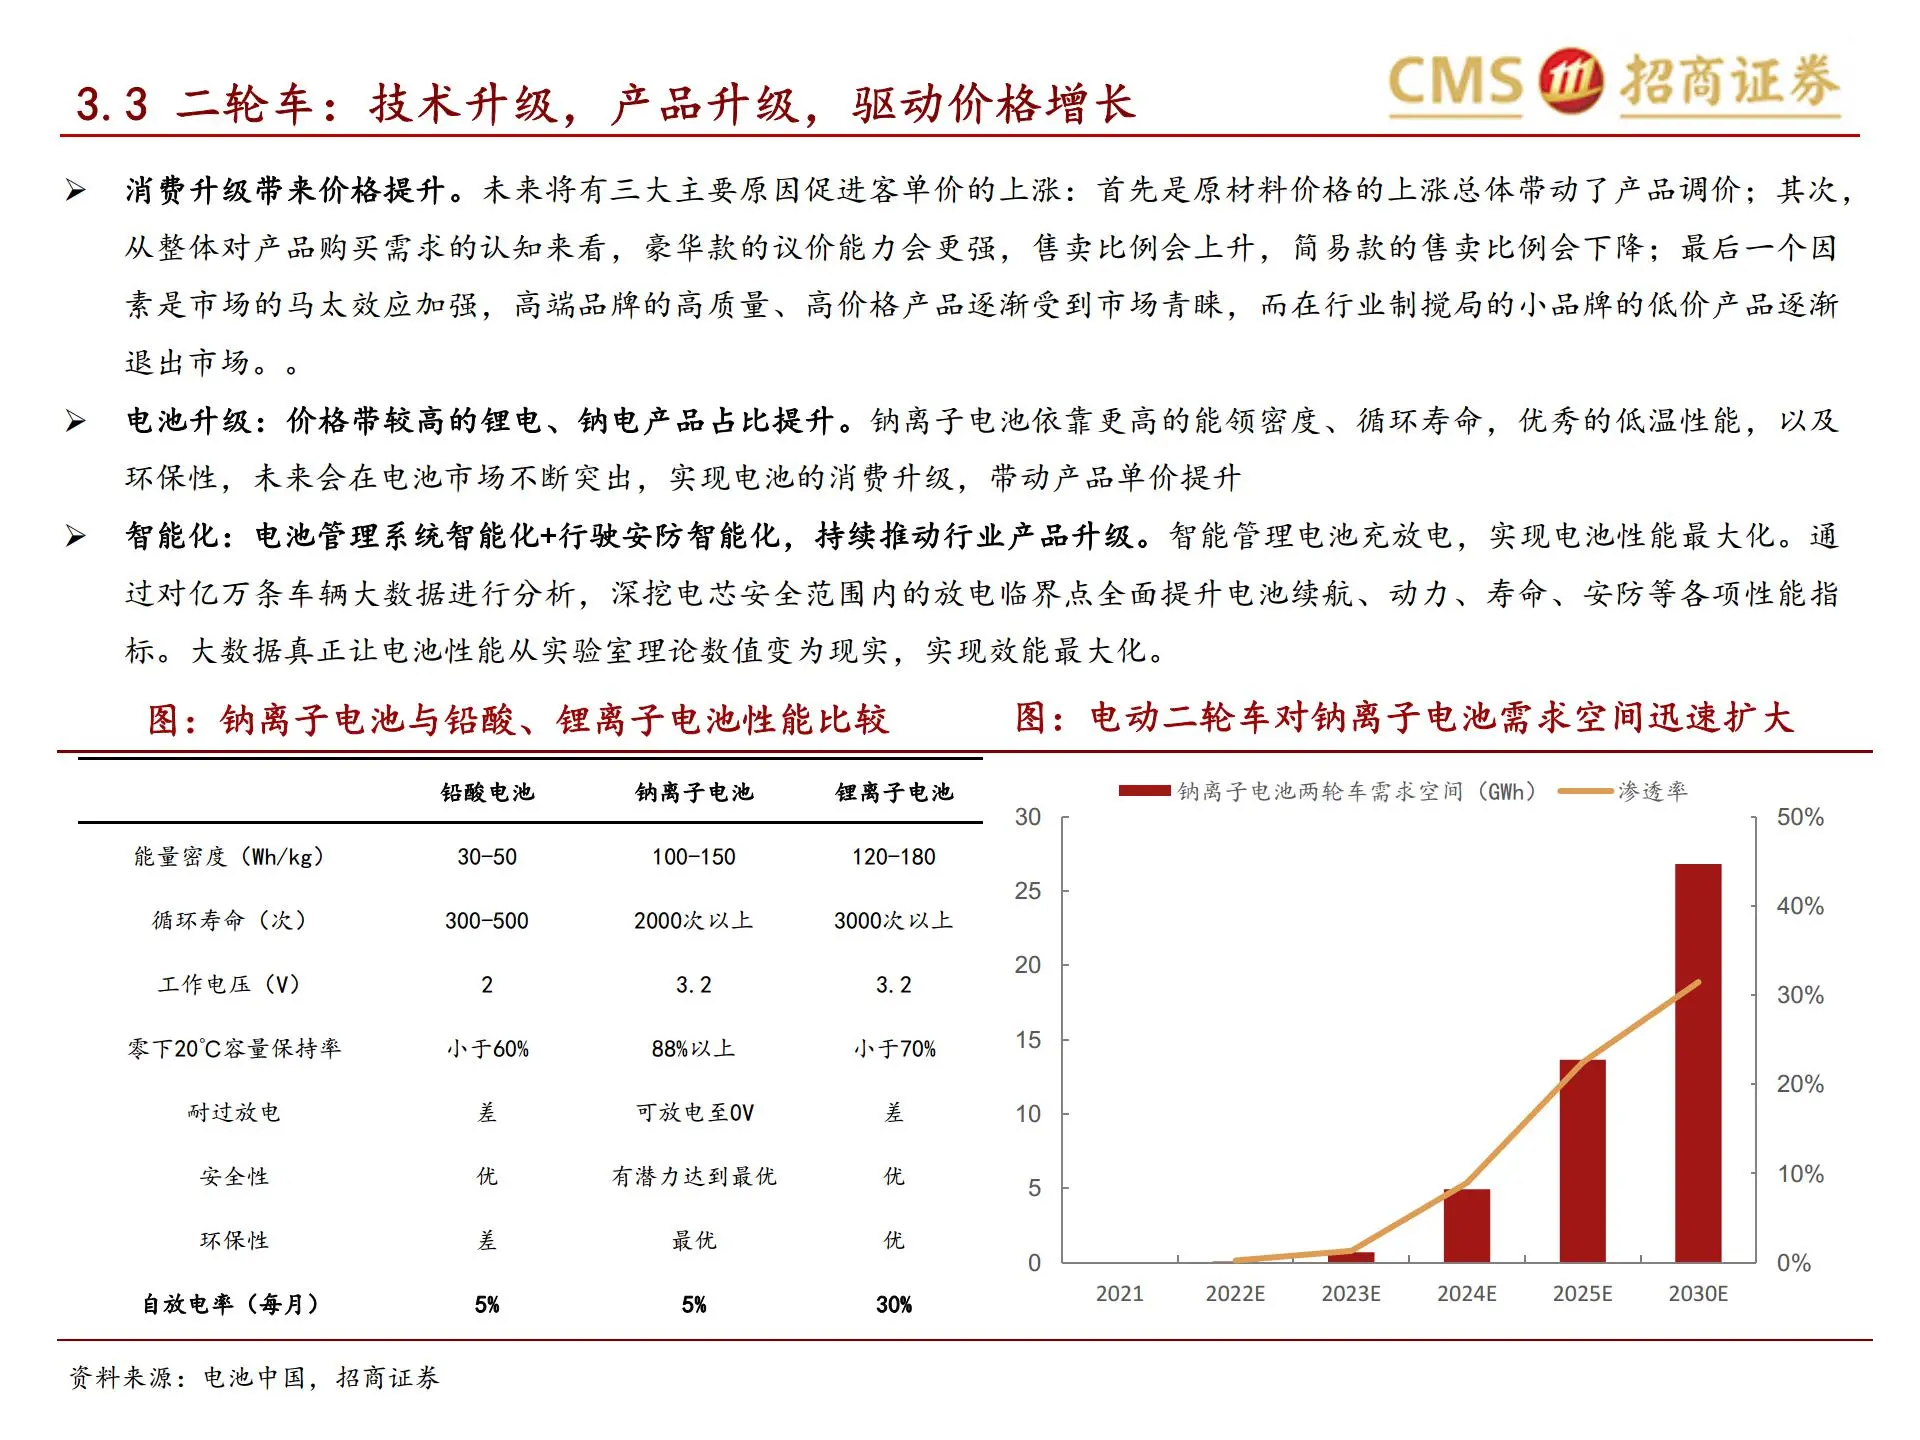 3.3 二轮车：技术升级，产品升级，驱动价格增长
CMS 招商证券
➢ 消费升级带来价格提升。未来将有三大主要原因促进客单价的上涨：首先是原材料价格的上涨总体带动了产品调价；其次，
从整体对产品购买需求的认知来看，豪华款的议价能力会更强，售卖比例会上升，简易款的售卖比例会下降；最后一个因
素是市场的马太效应加强，高端品牌的高质量、高价格产品逐渐受到市场青睐，而在行业制搅局的小品牌的低价产品逐渐
退出市场。。
➢ 电池升级：价格带较高的锂电、钠电产品占比提升。钠离子电池依靠更高的能领密度、循环寿命，优秀的低温性能，以及
环保性，未来会在电池市场不断突出，实现电池的消费升级，带动产品单价提升
➢ 智能化：电池管理系统智能化+行驶安防智能化，持续推动行业产品升级。智能管理电池充放电，实现电池性能最大化。通
过对亿万条车辆大数据进行分析，深挖电芯安全范围内的放电临界点全面提升电池续航、动力、寿命、安防等各项性能指
标。大数据真正让电池性能从实验室理论数值变为现实，实现效能最大化。
图：钠离子电池与铅酸、锂离子电池性能比较
铅酸电池 钠离子电池 锂离子电池
能量密度（Wh/kg） 30-50 100-150 120-180
循环寿命（次） 300-500 2000次以上 3000次以上
工作电压（V） 2 3.2 3.2
零下20℃容量保持率 小于60% 88%以上 小于70%
耐过放电 差 可放电至0V 差
安全性 优 有潜力达到最优 优
环保性 差 最优 优
自放电率（每月） 5% 5% 30%
图：电动二轮车对钠离子电池需求空间迅速扩大
钠离子电池两轮车需求空间（GWh） 渗透率
30 50%
25
40%
20
30%
15
20%
10
10%
5
0 0%
2021 2022E 2023E 2024E 2025E 2030E
资料来源：电池中国，招商证券